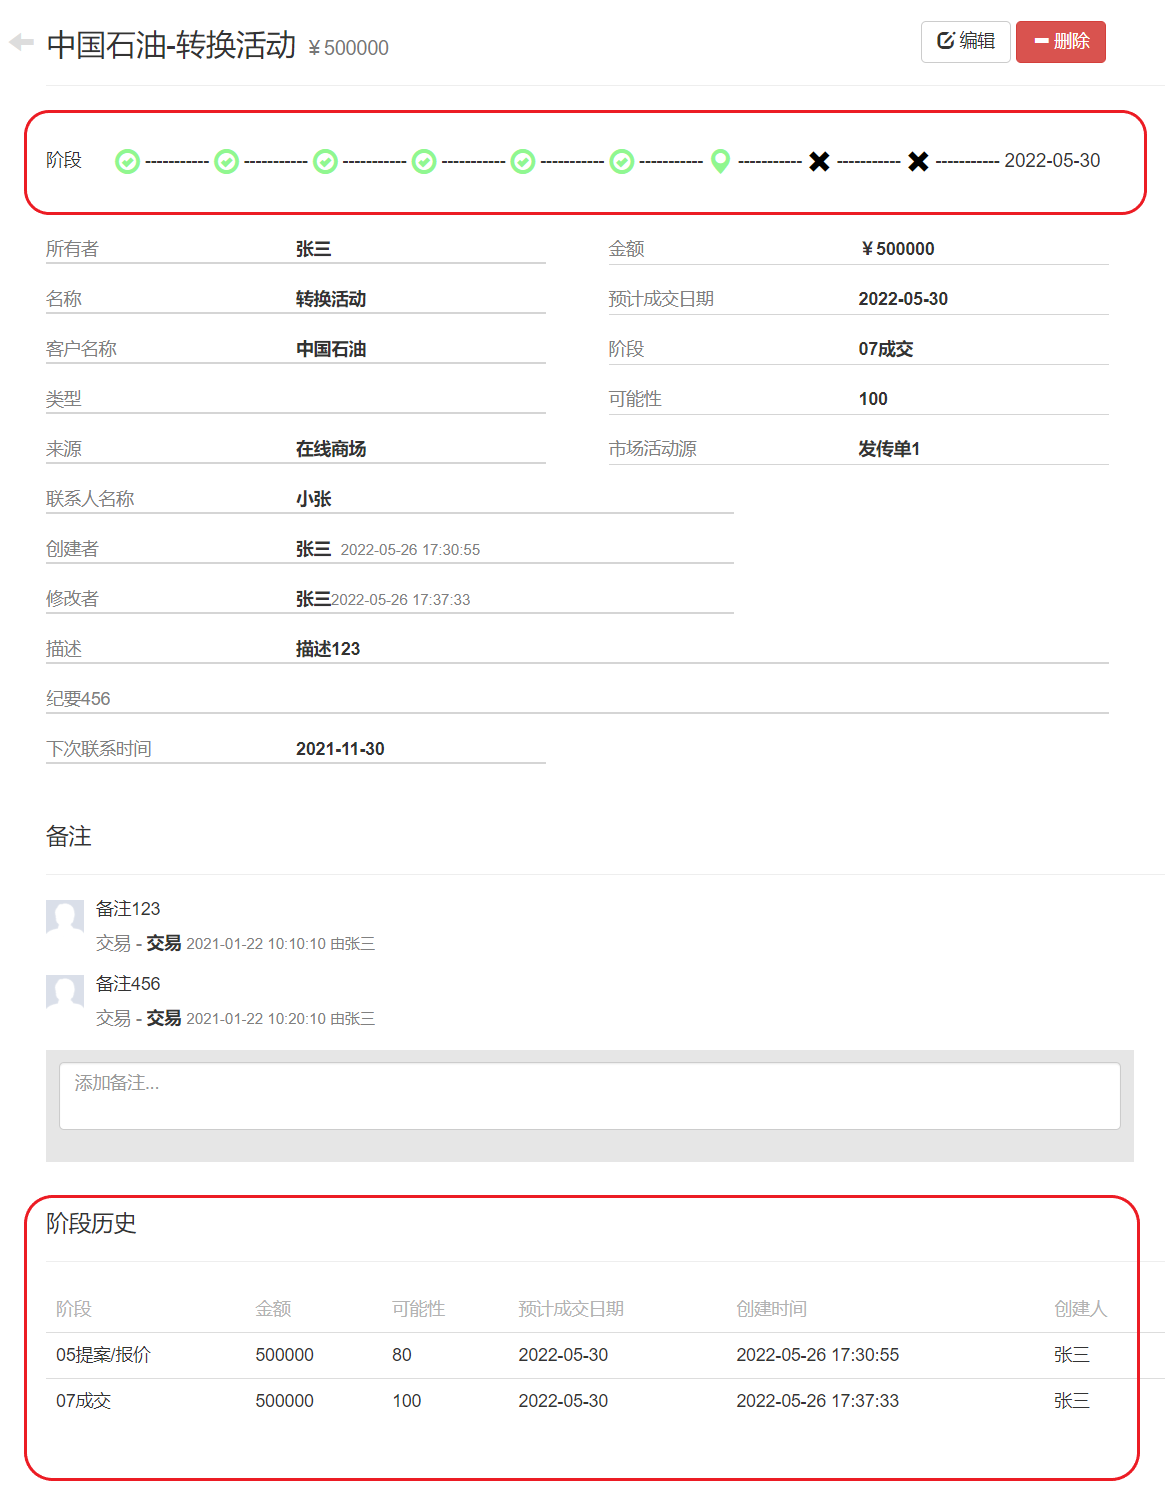 中国石油-转换活动 ￥500000
编辑
删除
阶段 ----------- ----------- ----------- ----------- ----------- ----------- ----------- ----------- ----------- 2022-05-30
所有者 张三 金额 ￥500000
名称 转换活动 预计成交日期 2022-05-30
客户名称 中国石油 阶段 07成交
类型 可能性 100
来源 在线商场 市场活动源 发传单1
联系人名称 小张
创建者 张三 2022-05-26 17:30:55
修改者 张三2022-05-26 17:37:33
描述 描述123
纪要456
下次联系时间 2021-11-30
备注
备注123
交易 - 交易 2021-01-22 10:10:10 由张三
备注456
交易 - 交易 2021-01-22 10:20:10 由张三
添加备注...
阶段历史
阶段 金额 可能性 预计成交日期 创建时间 创建人
05提案/报价 500000 80 2022-05-30 2022-05-26 17:30:55 张三
07成交 500000 100 2022-05-30 2022-05-26 17:37:33 张三